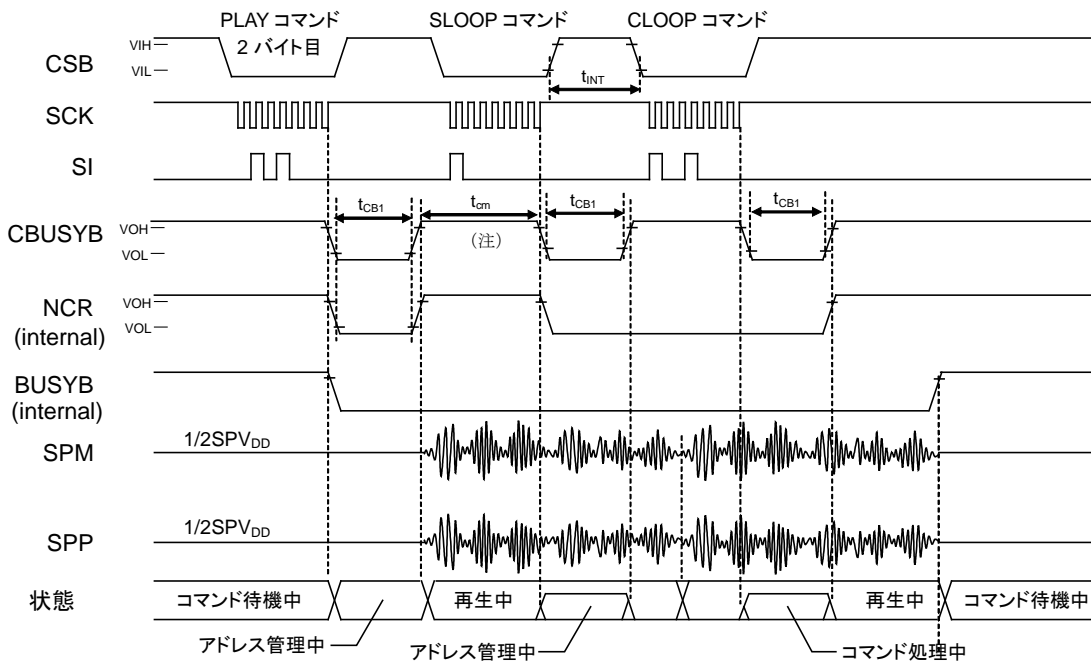 PLAY コマンド
2 バイト目
SLOOP コマンド
CLOOP コマンド
CSB
VIH
VIL
tINT
SCK
SI
tCB1
tcm
tCB1
tCB1
CBUSYB
VOH
VOL
(注)
NCR
(internal)
VOH
VOL
BUSYB
(internal)
SPM
1/2SPVDD
SPP
1/2SPVDD
状態
コマンド待機中
再生中
再生中
コマンド待機中
アドレス管理中
アドレス管理中
コマンド処理中